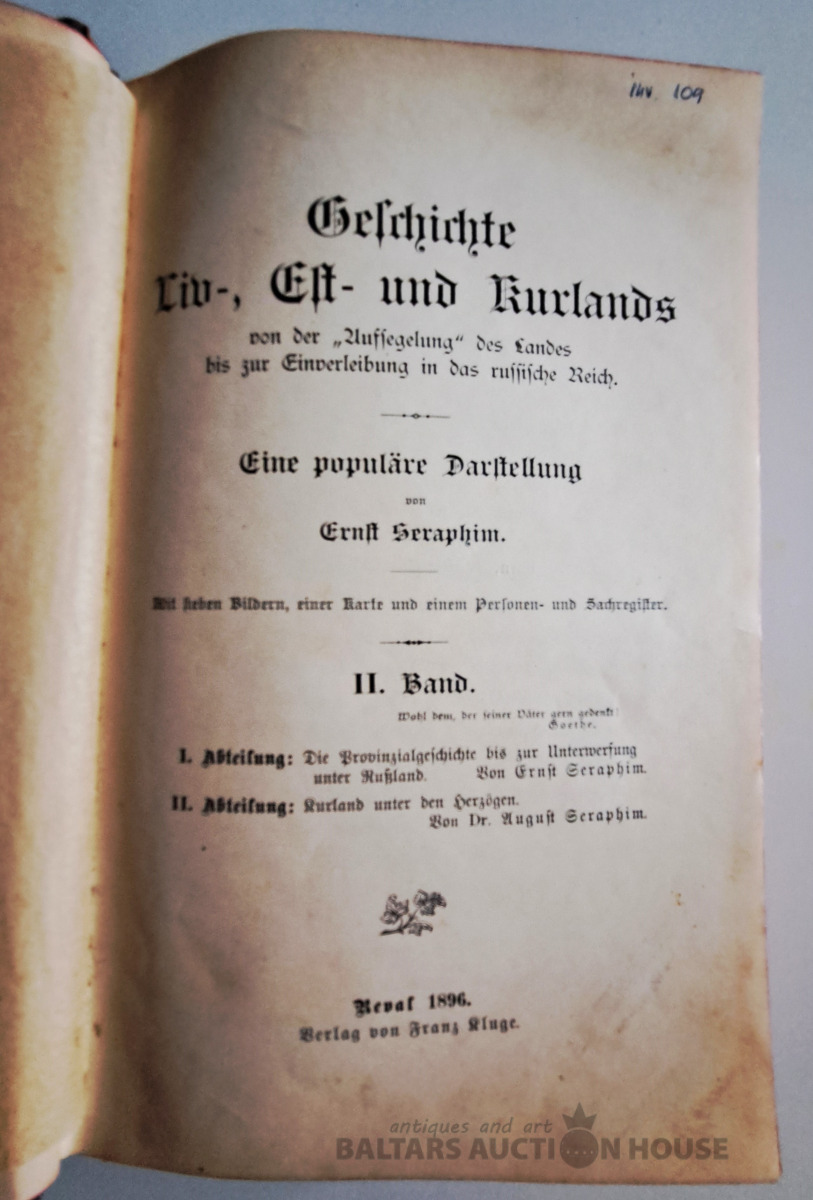 inv. 109
Geschichte
Liv-, Est- und Kurlands
von der „Aufsegelung“ des Landes
bis zur Einverleibung in das russische Reich.
Eine populäre Darstellung
von
Ernst Seraphim.
Mit sieben Bildern, einer Karte und einem Personen- und Sachregister.
II. Band.
Wohl dem, der seiner Väter gern gedenkt!
Goethe.
I. Abteilung: Die Provinzialgeschichte bis zur Unterwerfung
unter Rußland. Von Ernst Seraphim.
II. Abteilung: Kurland unter den Herzögen.
Von Dr. August Seraphim.
Reval 1896.
Verlag von Franz Kluge.
antiques and art
BALTARS AUCTION HOUSE